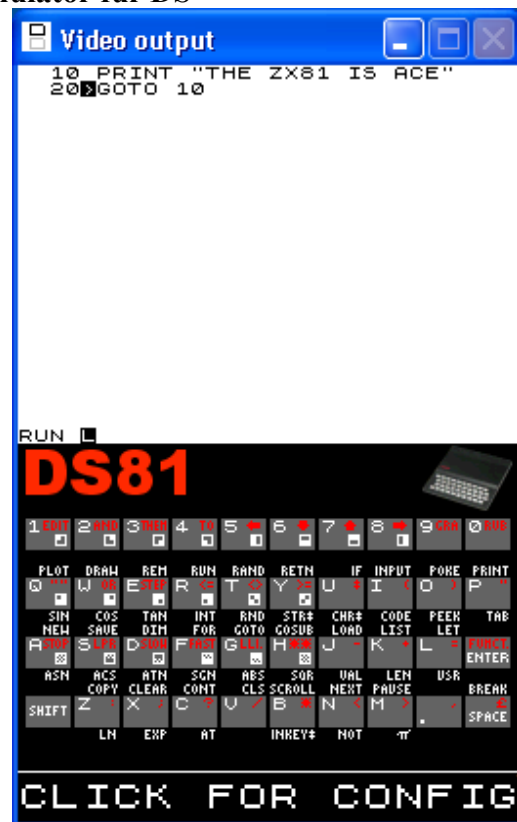 für DS
Video output
10 PRINT "THE ZX81 IS ACE"
20 GOTO 10
RUN L
DS81
1 EDIT 2 AND 3 THEN 4 TO 5 ← 6 ↓ 7 ↑ 8 → 9 GRA 0 RUB
PLOT DRAW REM RUN RAND RETN IF INPUT POKE PRINT
Q "" W OR E STEP R <= T <> Y >= U $ I ( O ) P "
SIN COS TAN INT RND STR$ CHR$ CODE PEEK TAB
NEW SAVE DIM FOR GOTO GOSUB LOAD LIST LET
A STOP S LPR D SLOW F FAST G H ** J - K + L = FUNCT.
ENTER
ASN ACS ATN SGN ABS SQR VAL LEN USR
COPY CLEAR CONT CLS SCROLL NEXT PAUSE BREAK
SHIFT Z : X ; C ? V / B * N < M > . , £
SPACE
LN EXP AT INKEY$ NOT π
CLICK FOR CONFIG